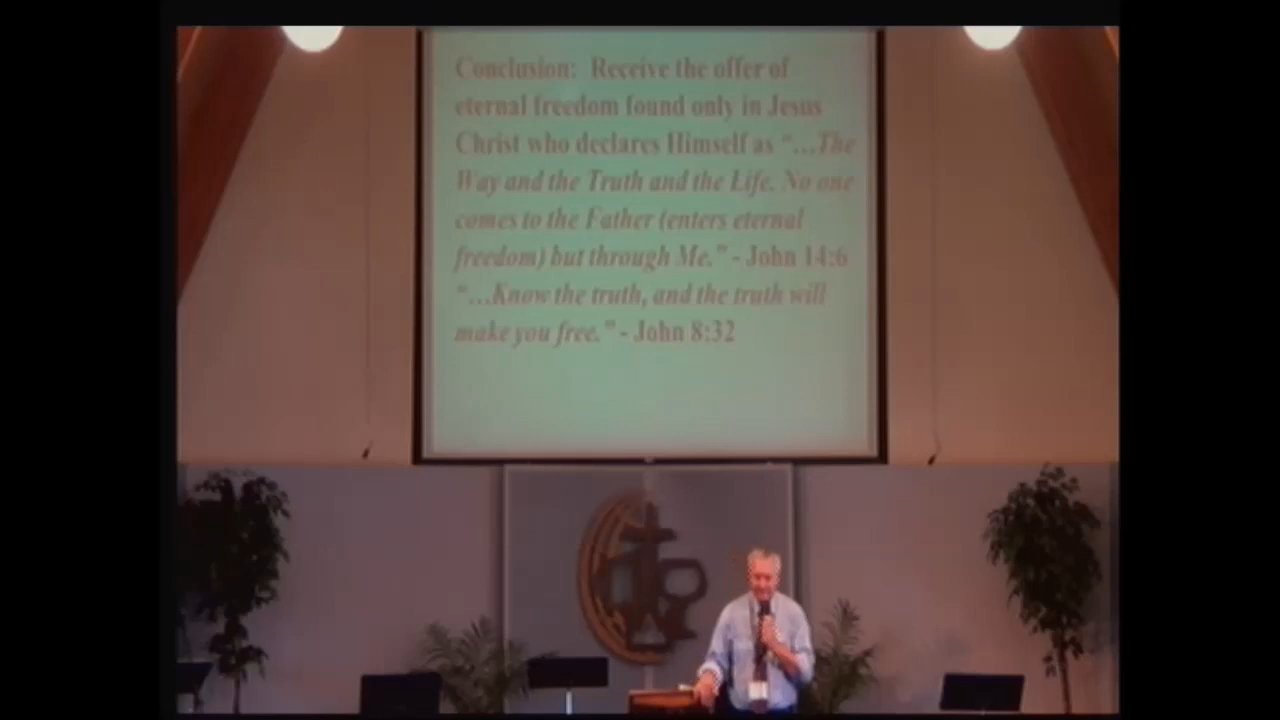 Conclusion: Receive the offer of
eternal freedom found only in Jesus
Christ who declares Himself as “…The
Way and the Truth and the Life. No one
comes to the Father (enters eternal
freedom) but through Me.” - John 14:6
“…Know the truth, and the truth will
make you free.” - John 8:32